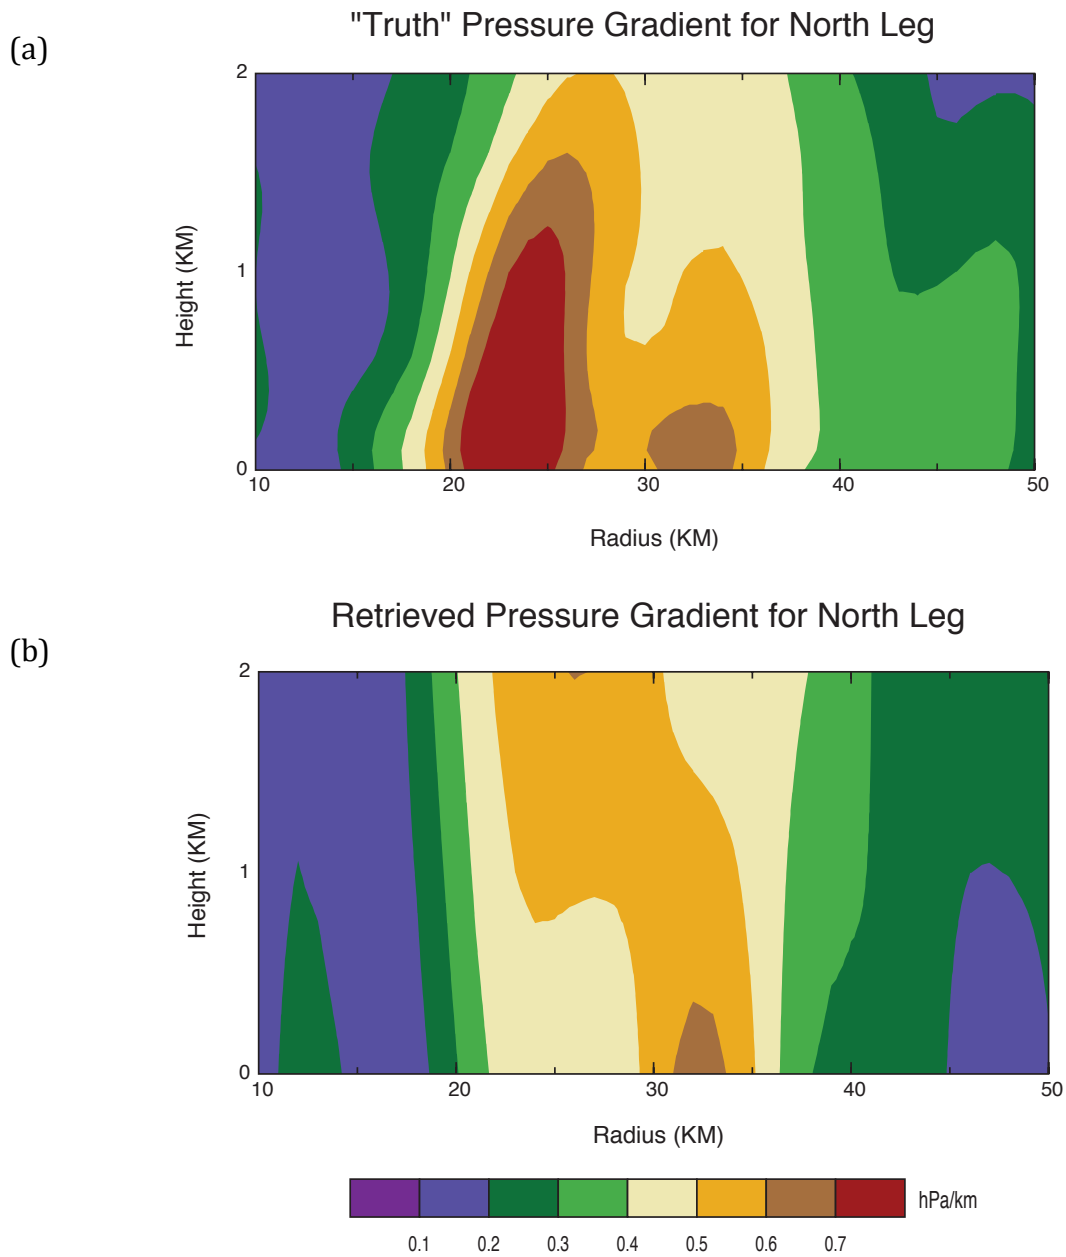 (a)
"Truth" Pressure Gradient for North Leg
2
1
0
Height (KM)
10 20 30 40 50
Radius (KM)
(b)
Retrieved Pressure Gradient for North Leg
2
1
0
Height (KM)
10 20 30 40 50
Radius (KM)
hPa/km
0.1 0.2 0.3 0.4 0.5 0.6 0.7